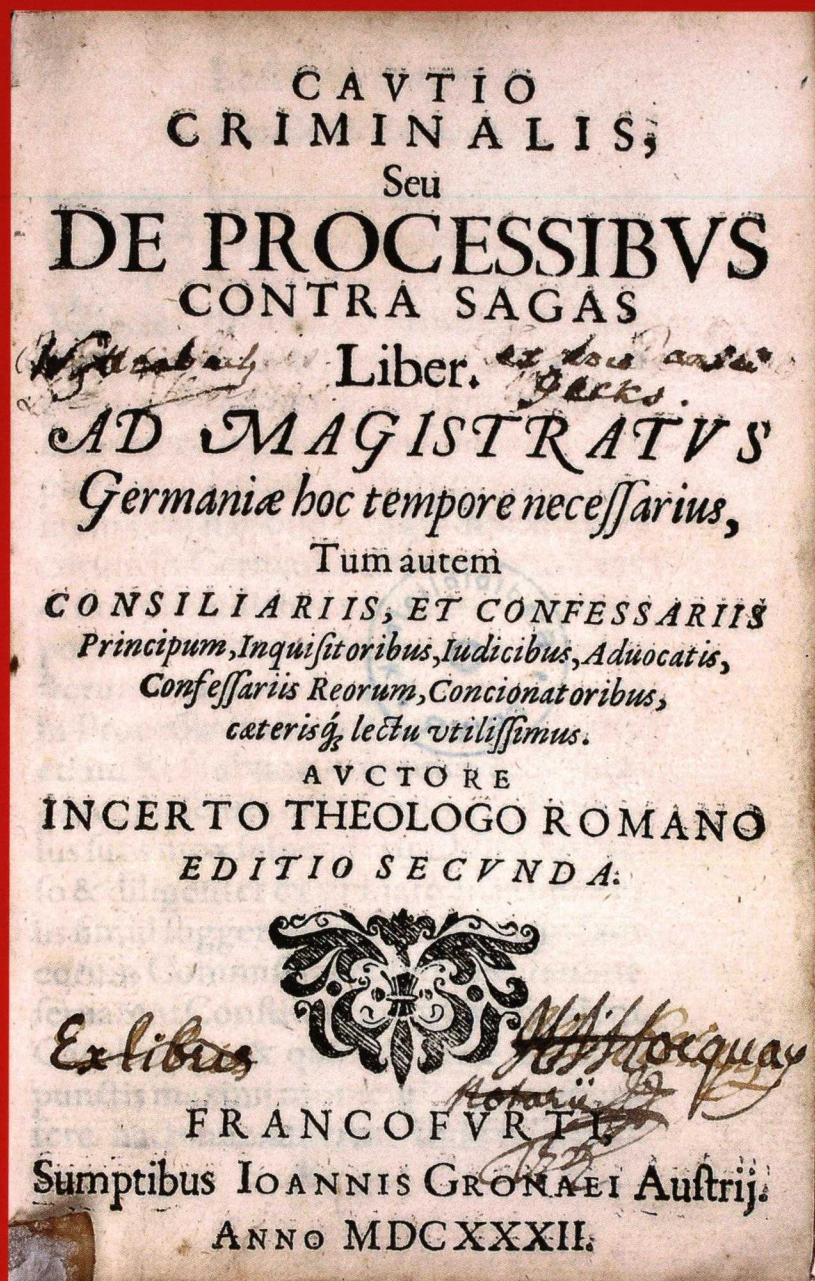 CAVTIO
CRIMINALIS,
Seu
DE PROCESSIBVS
CONTRA SAGAS
Liber.
AD MAGISTRATVS
Germaniæ hoc tempore neceſſarius,
Tum autem
CONSILIARIIS, ET CONFESSARIIS
Principum, Inquiſitoribus, Iudicibus, Aduocatis,
Confeſſariis Reorum, Concionatoribus,
cæterisq́; lectu vtiliſſimus.
AVCTORE
INCERTO THEOLOGO ROMANO
EDITIO SECVNDA.
Ex libris
FRANCOFVRTI,
Sumptibus IOANNIS GRONAEI Auſtrij.
ANNO MDCXXXII.